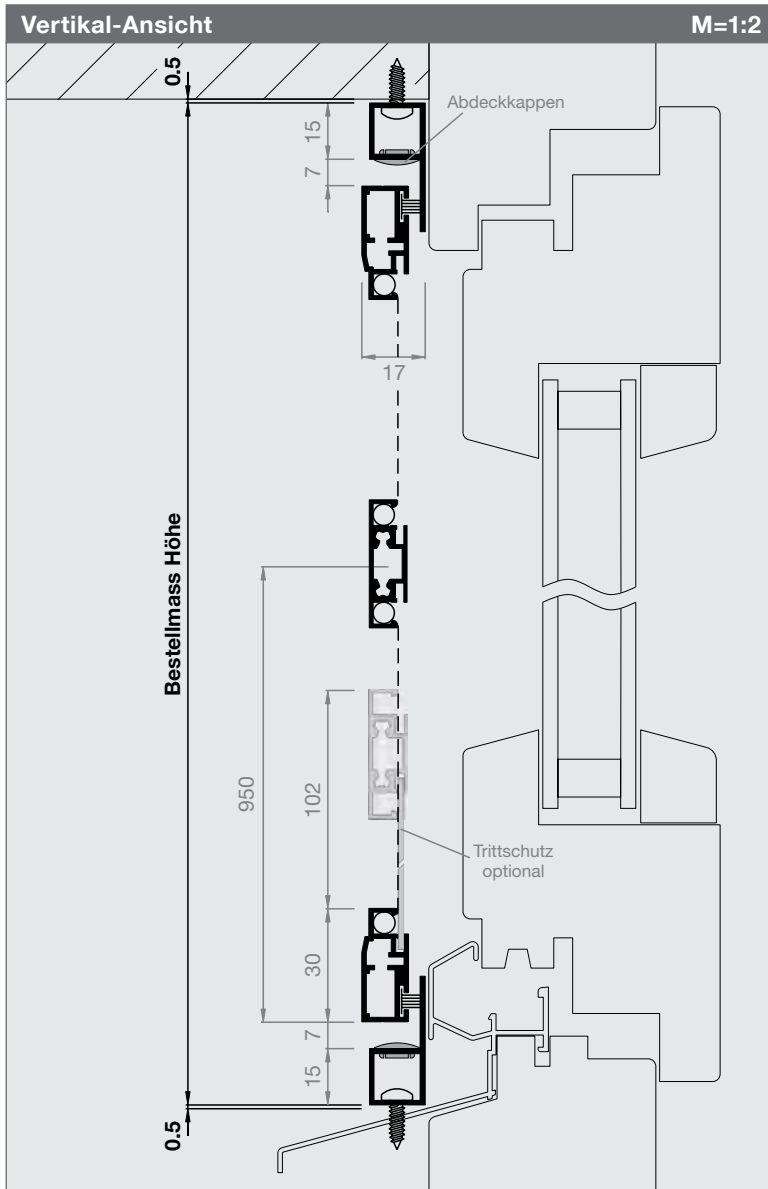 Vertikal-Ansicht M=1:2
0.5
Abdeckkappen
15
7
17
Bestellmass Höhe
950
102
Trittschutz
optional
30
7
15
0.5